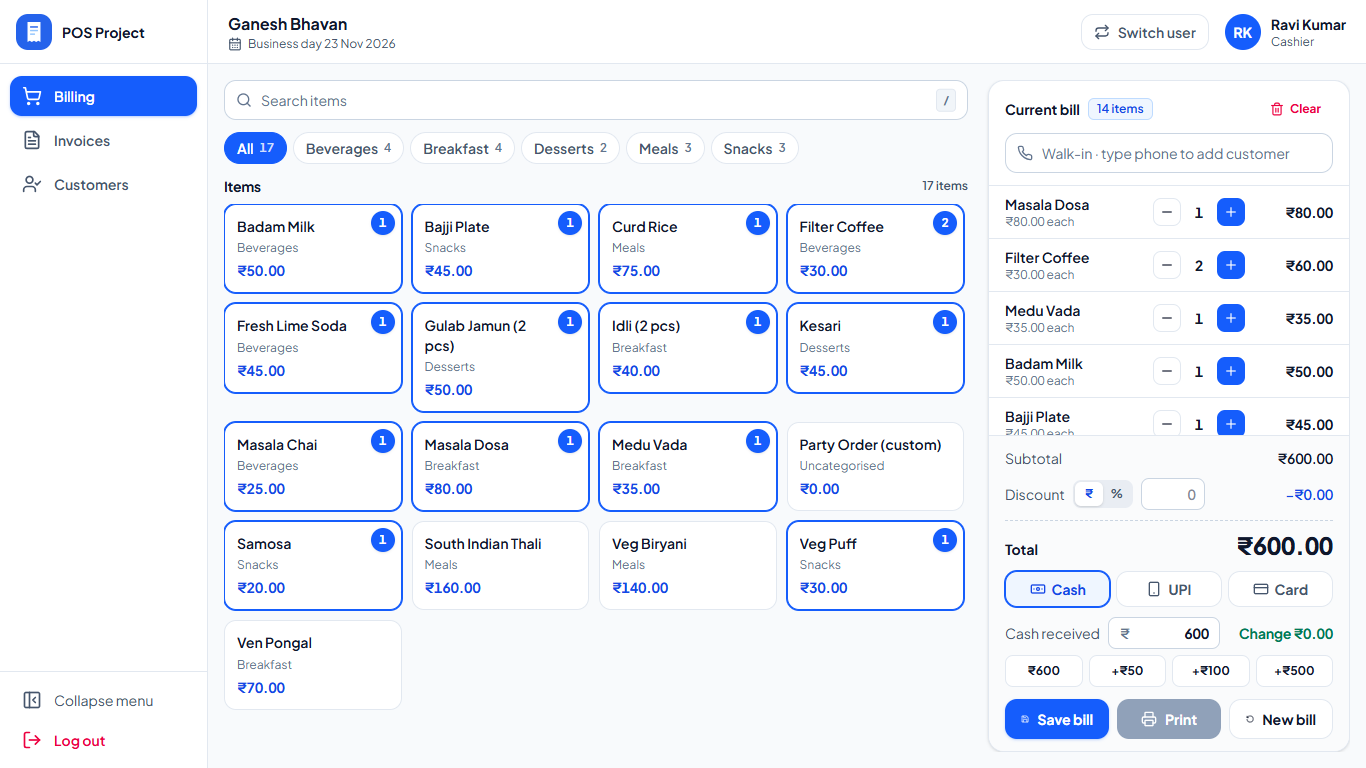 POS Project
Ganesh Bhavan
Business day 23 Nov 2026
Switch user
RK
Ravi Kumar
Cashier
Billing
Invoices
Customers
Collapse menu
Log out
Search items /
All 17 Beverages 4 Breakfast 4 Desserts 2 Meals 3 Snacks 3
Items 17 items
Badam Milk 1
Beverages
₹50.00
Bajji Plate 1
Snacks
₹45.00
Curd Rice 1
Meals
₹75.00
Filter Coffee 2
Beverages
₹30.00
Fresh Lime Soda 1
Beverages
₹45.00
Gulab Jamun (2 1
pcs)
Desserts
₹50.00
Idli (2 pcs) 1
Breakfast
₹40.00
Kesari 1
Desserts
₹45.00
Masala Chai 1
Beverages
₹25.00
Masala Dosa 1
Breakfast
₹80.00
Medu Vada 1
Breakfast
₹35.00
Party Order (custom)
Uncategorised
₹0.00
Samosa 1
Snacks
₹20.00
South Indian Thali
Meals
₹160.00
Veg Biryani
Meals
₹140.00
Veg Puff 1
Snacks
₹30.00
Ven Pongal
Breakfast
₹70.00
Current bill 14 items Clear
Walk-in · type phone to add customer
Masala Dosa
₹80.00 each
− 1 + ₹80.00
Filter Coffee
₹30.00 each
− 2 + ₹60.00
Medu Vada
₹35.00 each
− 1 + ₹35.00
Badam Milk
₹50.00 each
− 1 + ₹50.00
Bajji Plate
₹45.00 each
− 1 + ₹45.00
Subtotal ₹600.00
Discount ₹ % 0 −₹0.00
Total ₹600.00
Cash UPI Card
Cash received ₹ 600 Change ₹0.00
₹600 +₹50 +₹100 +₹500
Save bill Print New bill